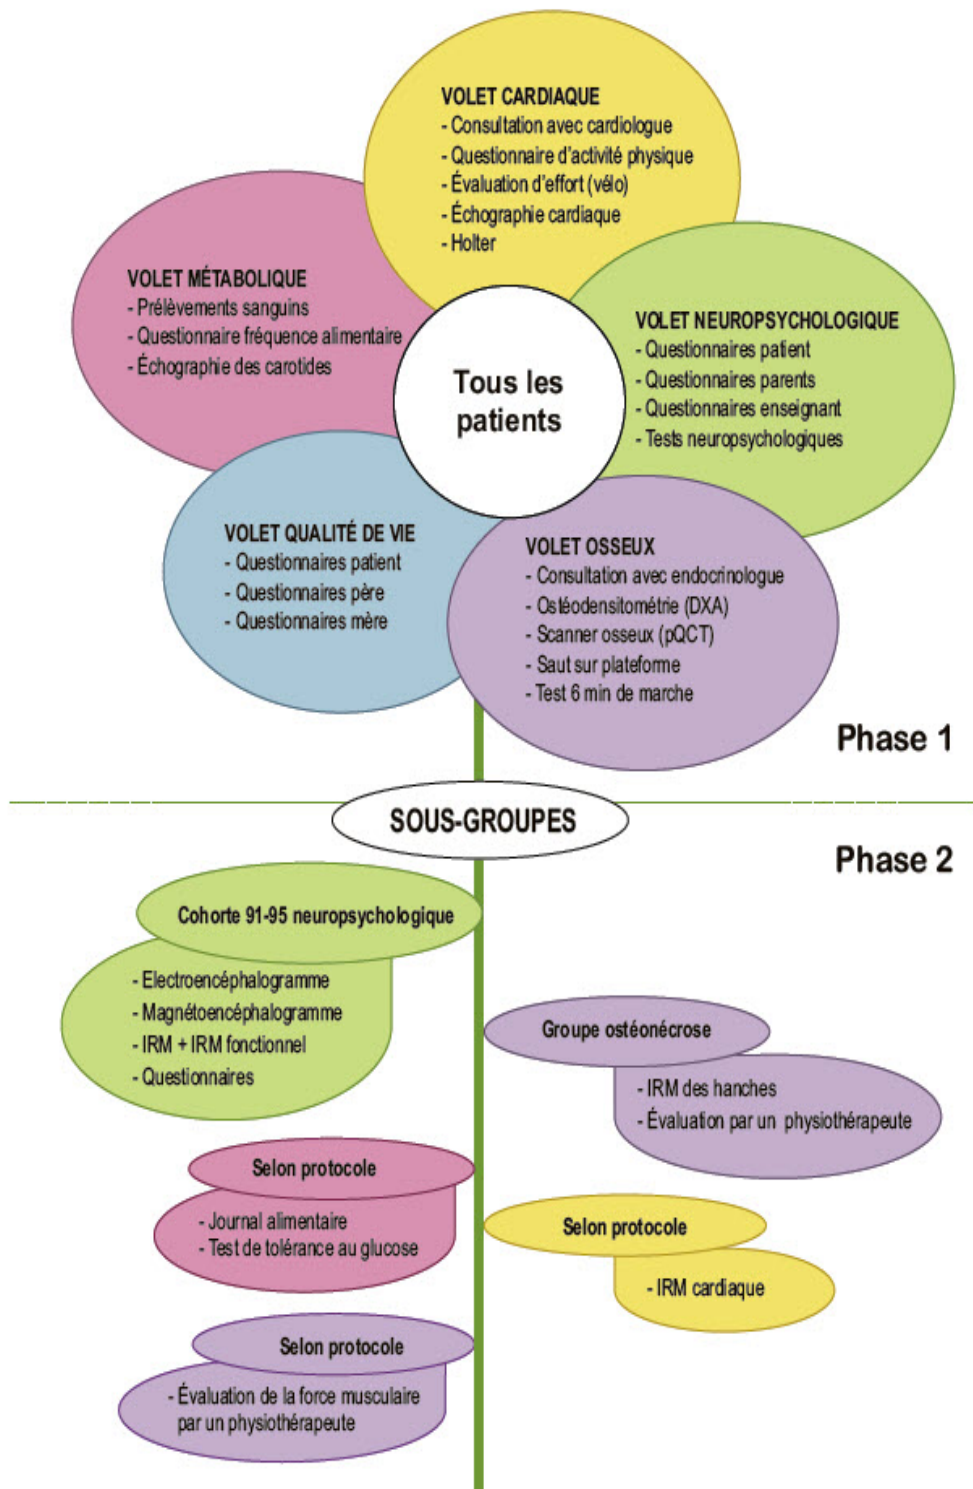 VOLET CARDIAQUE
- Consultation avec cardiologue
- Questionnaire d'activité physique
- Évaluation d'effort (vélo)
- Échographie cardiaque
- Holter
VOLET MÉTABOLIQUE
- Prélèvements sanguins
- Questionnaire fréquence alimentaire
- Échographie des carotides
VOLET NEUROPSYCHOLOGIQUE
- Questionnaires patient
- Questionnaires parents
- Questionnaires enseignant
- Tests neuropsychologiques
Tous les
patients
VOLET QUALITÉ DE VIE
- Questionnaires patient
- Questionnaires père
- Questionnaires mère
VOLET OSSEUX
- Consultation avec endocrinologue
- Ostéodensitométrie (DXA)
- Scanner osseux (pQCT)
- Saut sur plateforme
- Test 6 min de marche
Phase 1
SOUS-GROUPES
Phase 2
Cohorte 91-95 neuropsychologique
- Electroencéphalogramme
- Magnétoencéphalogramme
- IRM + IRM fonctionnel
- Questionnaires
Groupe ostéonécrose
- IRM des hanches
- Évaluation par un physiothérapeute
Selon protocole
- Journal alimentaire
- Test de tolérance au glucose
Selon protocole
- IRM cardiaque
Selon protocole
- Évaluation de la force musculaire
par un physiothérapeute